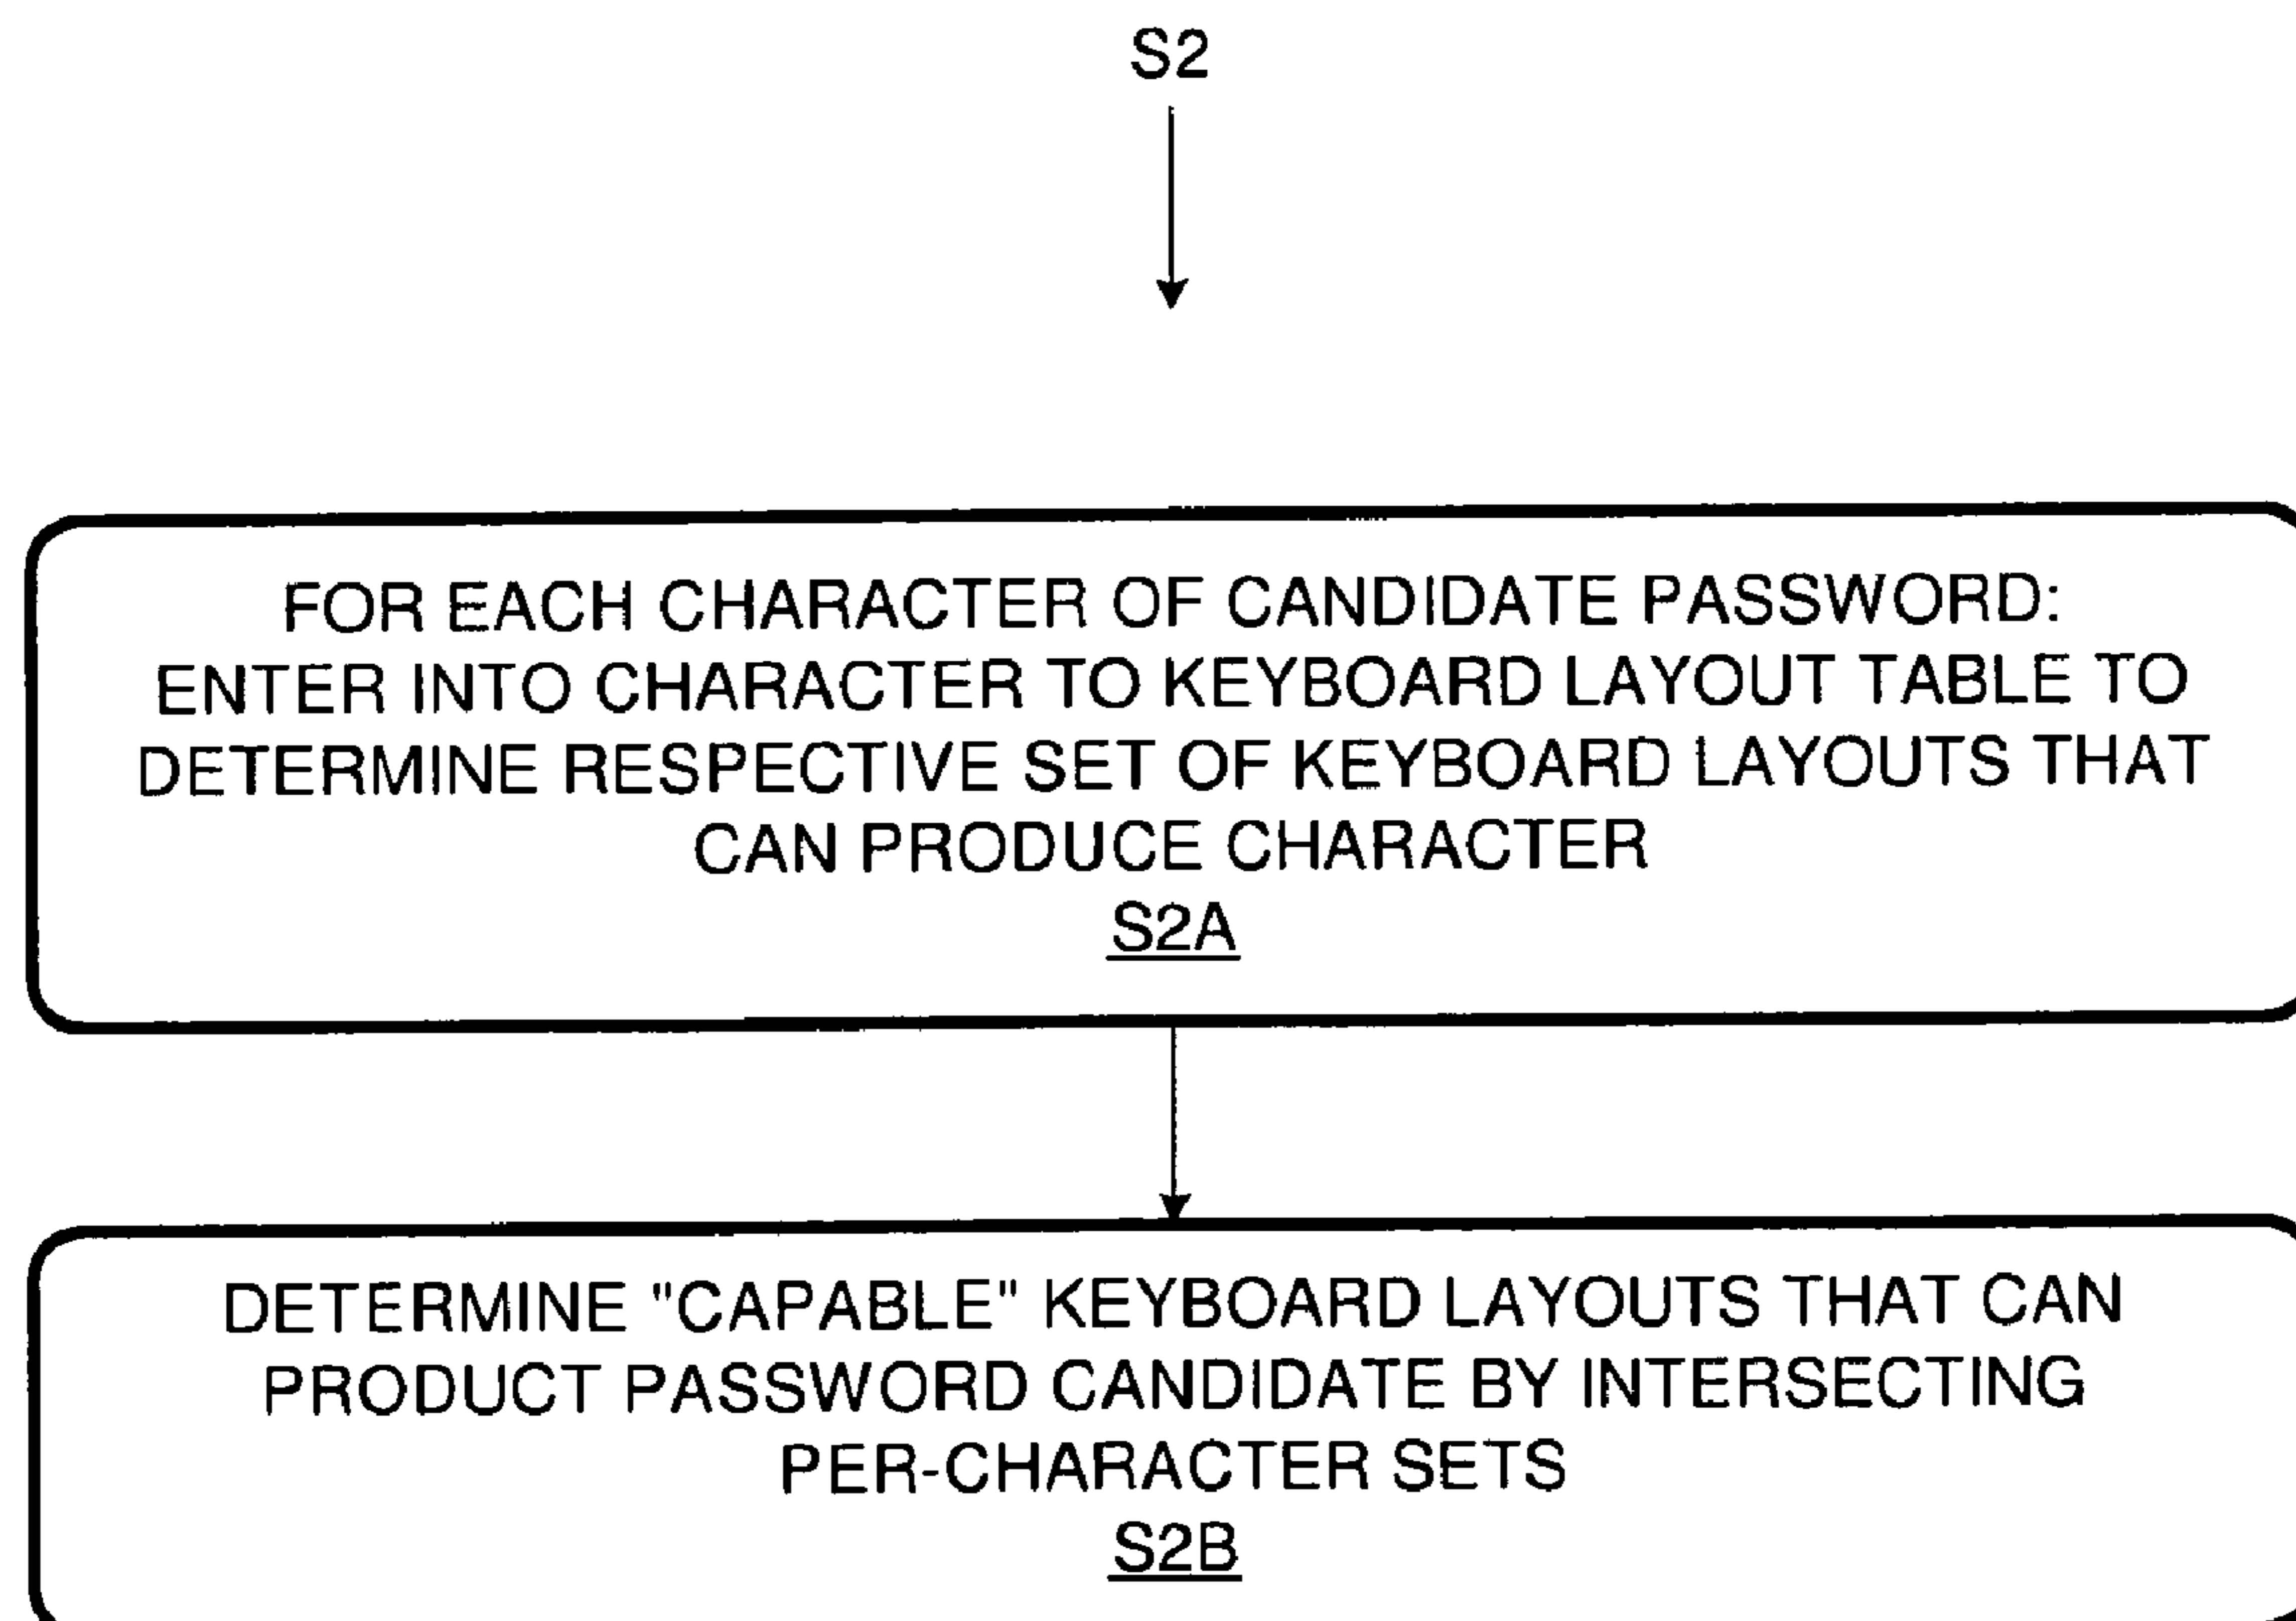 S2
FOR EACH CHARACTER OF CANDIDATE PASSWORD:
ENTER INTO CHARACTER TO KEYBOARD LAYOUT TABLE TO
DETERMINE RESPECTIVE SET OF KEYBOARD LAYOUTS THAT
CAN PRODUCE CHARACTER
S2A
DETERMINE "CAPABLE" KEYBOARD LAYOUTS THAT CAN
PRODUCT PASSWORD CANDIDATE BY INTERSECTING
PER-CHARACTER SETS
S2B